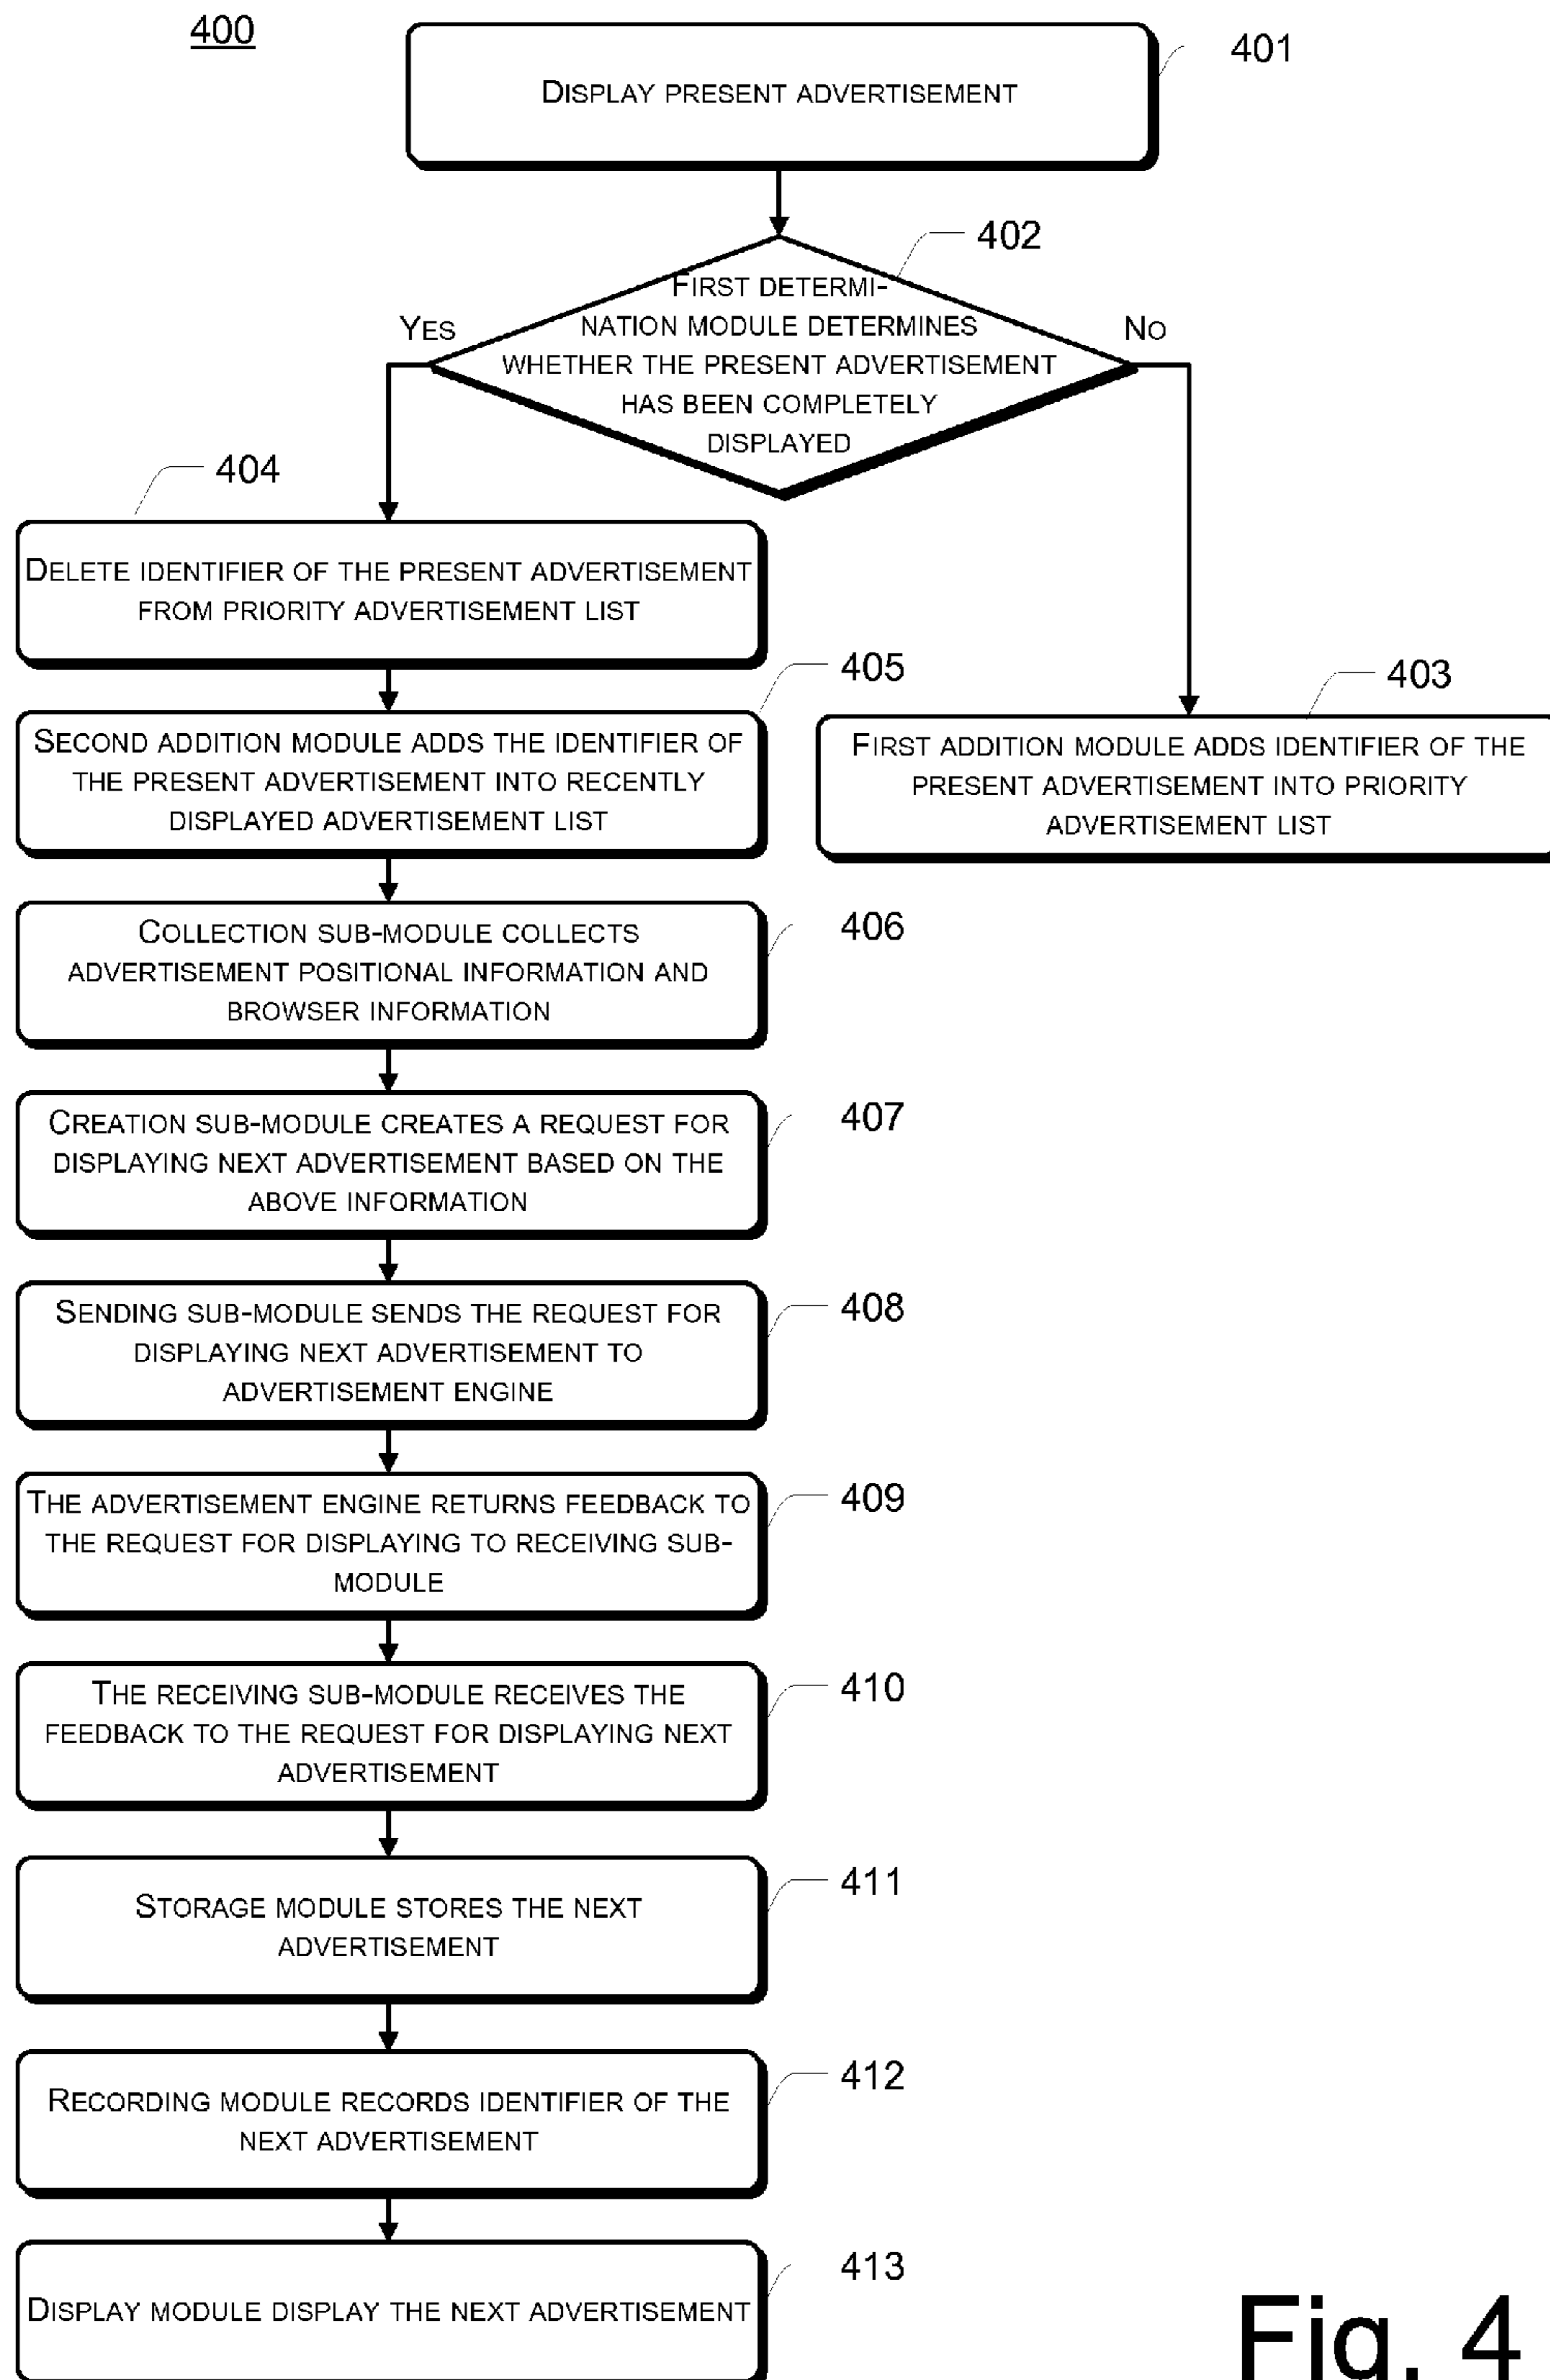 400
DISPLAY PRESENT ADVERTISEMENT
401
402
FIRST DETERMI-
NATION MODULE DETERMINES
WHETHER THE PRESENT ADVERTISEMENT
HAS BEEN COMPLETELY
DISPLAYED
YES
NO
404
DELETE IDENTIFIER OF THE PRESENT ADVERTISEMENT
FROM PRIORITY ADVERTISEMENT LIST
405
SECOND ADDITION MODULE ADDS THE IDENTIFIER OF
THE PRESENT ADVERTISEMENT INTO RECENTLY
DISPLAYED ADVERTISEMENT LIST
403
FIRST ADDITION MODULE ADDS IDENTIFIER OF THE
PRESENT ADVERTISEMENT INTO PRIORITY
ADVERTISEMENT LIST
COLLECTION SUB-MODULE COLLECTS
ADVERTISEMENT POSITIONAL INFORMATION AND
BROWSER INFORMATION
406
CREATION SUB-MODULE CREATES A REQUEST FOR
DISPLAYING NEXT ADVERTISEMENT BASED ON THE
ABOVE INFORMATION
407
SENDING SUB-MODULE SENDS THE REQUEST FOR
DISPLAYING NEXT ADVERTISEMENT TO
ADVERTISEMENT ENGINE
408
THE ADVERTISEMENT ENGINE RETURNS FEEDBACK TO
THE REQUEST FOR DISPLAYING TO RECEIVING SUB-
MODULE
409
THE RECEIVING SUB-MODULE RECEIVES THE
FEEDBACK TO THE REQUEST FOR DISPLAYING NEXT
ADVERTISEMENT
410
STORAGE MODULE STORES THE NEXT
ADVERTISEMENT
411
RECORDING MODULE RECORDS IDENTIFIER OF THE
NEXT ADVERTISEMENT
412
DISPLAY MODULE DISPLAY THE NEXT ADVERTISEMENT
413
Fig. 4